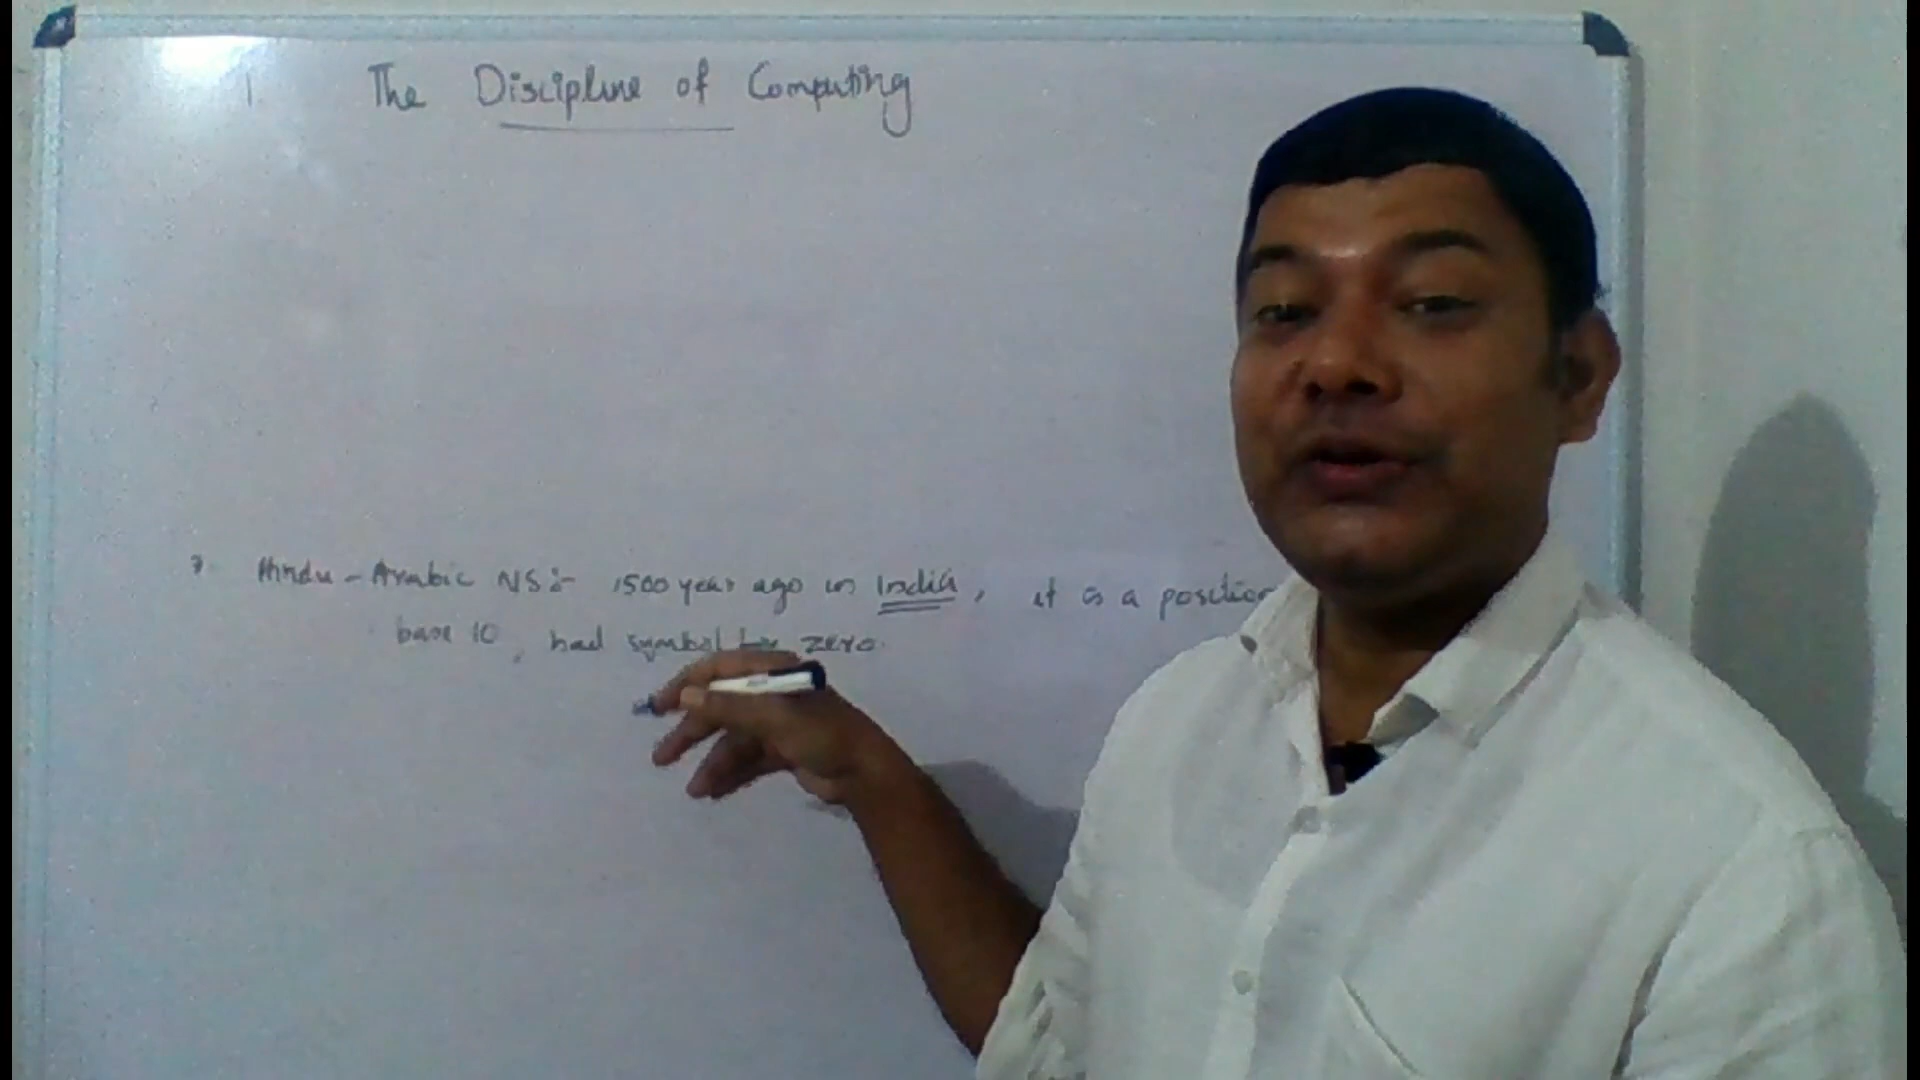 1 The Discipline of Computing
7. Hindu-Arabic NS:- 1500 year ago in India, it is a position
base 10, had symbol for zero.